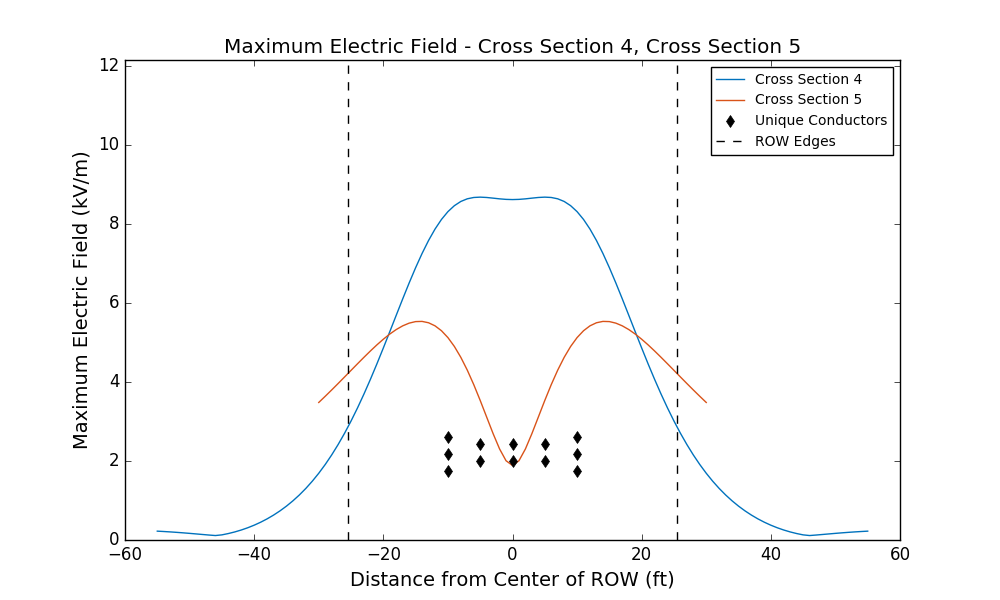 Maximum Electric Field - Cross Section 4, Cross Section 5
Maximum Electric Field (kV/m)
12
10
8
6
4
2
0
Cross Section 4
Cross Section 5
Unique Conductors
ROW Edges
−60 −40 −20 0 20 40 60
Distance from Center of ROW (ft)